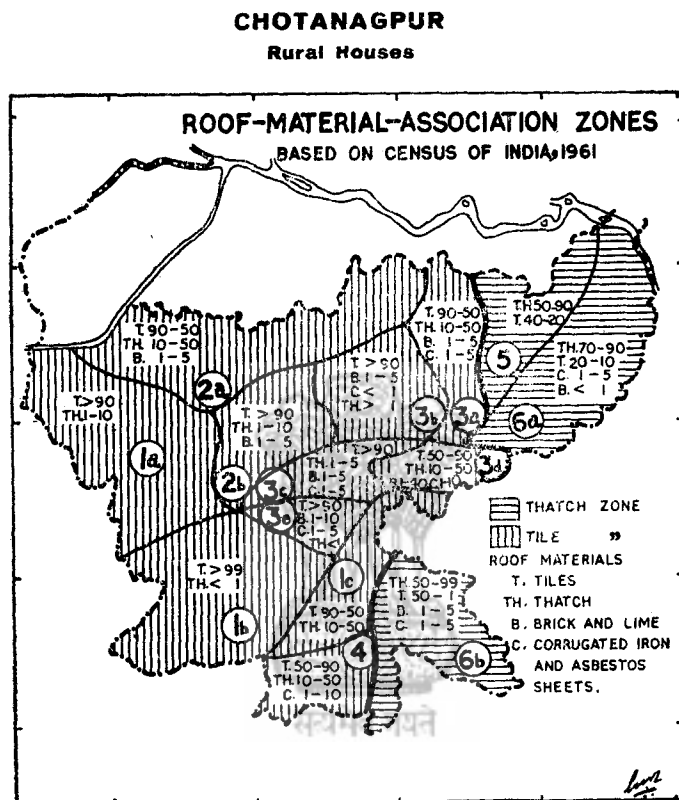 CHOTANAGPUR
Rural Houses
ROOF-MATERIAL-ASSOCIATION ZONES
BASED ON CENSUS OF INDIA, 1961
T. 90-50
TH. 10-50
B. 1-5
2a
T. 90-50
TH. 10-50
B. 1-5
C. 1-5
TH. 50-90
T. 40-20
5
TH. 70-90
T. 20-10
C. 1-5
B. < 1
6a
T. > 90
TH. 1-10
1a
T. > 90
B. 1-5
C. <
TH. > 1
3b
3a
T. > 90
TH. 1-10
B. 1-5
2b
T. > 90
TH. 1-5
B. 1-5
C. 1-5
3c
T. 50-50
TH. 10-50
3d
T. > 90
B. 1-10
C. 1-5
TH. < 1
3e
T. > 99
TH. < 1
1b
1c
T. 90-50
TH. 10-50
4
T. 50-90
TH. 10-50
C. 1-10
TH. 50-99
T. 50-1
B. 1-5
C. 1-5
6b
THATCH ZONE
TILE "
ROOF MATERIALS
T. TILES
TH. THATCH
B. BRICK AND LIME
C. CORRUGATED IRON
AND ASBESTOS
SHEETS.